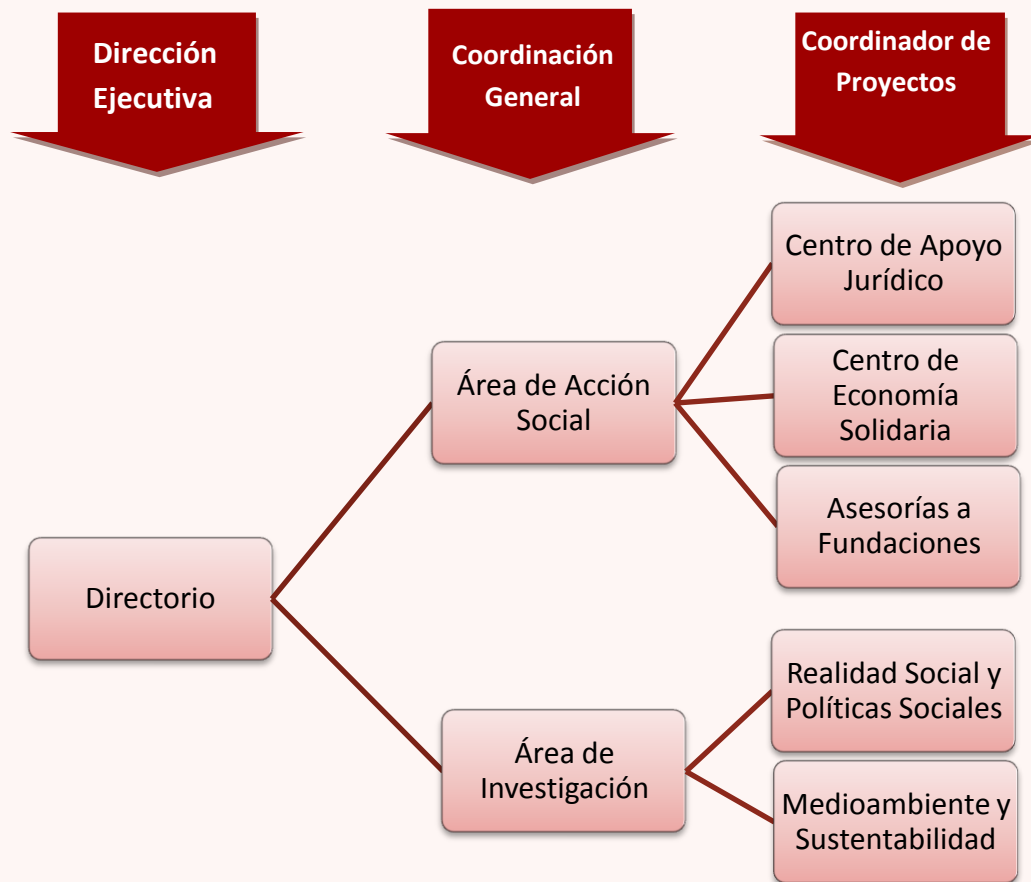 Dirección
Ejecutiva
Coordinación
General
Coordinador de
Proyectos
Centro de Apoyo
Jurídico
Centro de
Economía
Solidaria
Área de Acción
Social
Asesorías a
Fundaciones
Directorio
Realidad Social y
Políticas Sociales
Área de
Investigación
Medioambiente y
Sustentabilidad